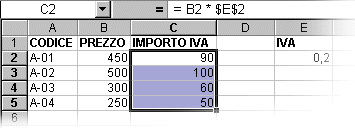 C2 = = B2 * $E$2
A B C D E
1 CODICE PREZZO IMPORTO IVA IVA
2 A-01 450 90 0,2
3 A-02 500 100
4 A-03 300 60
5 A-04 250 50
6